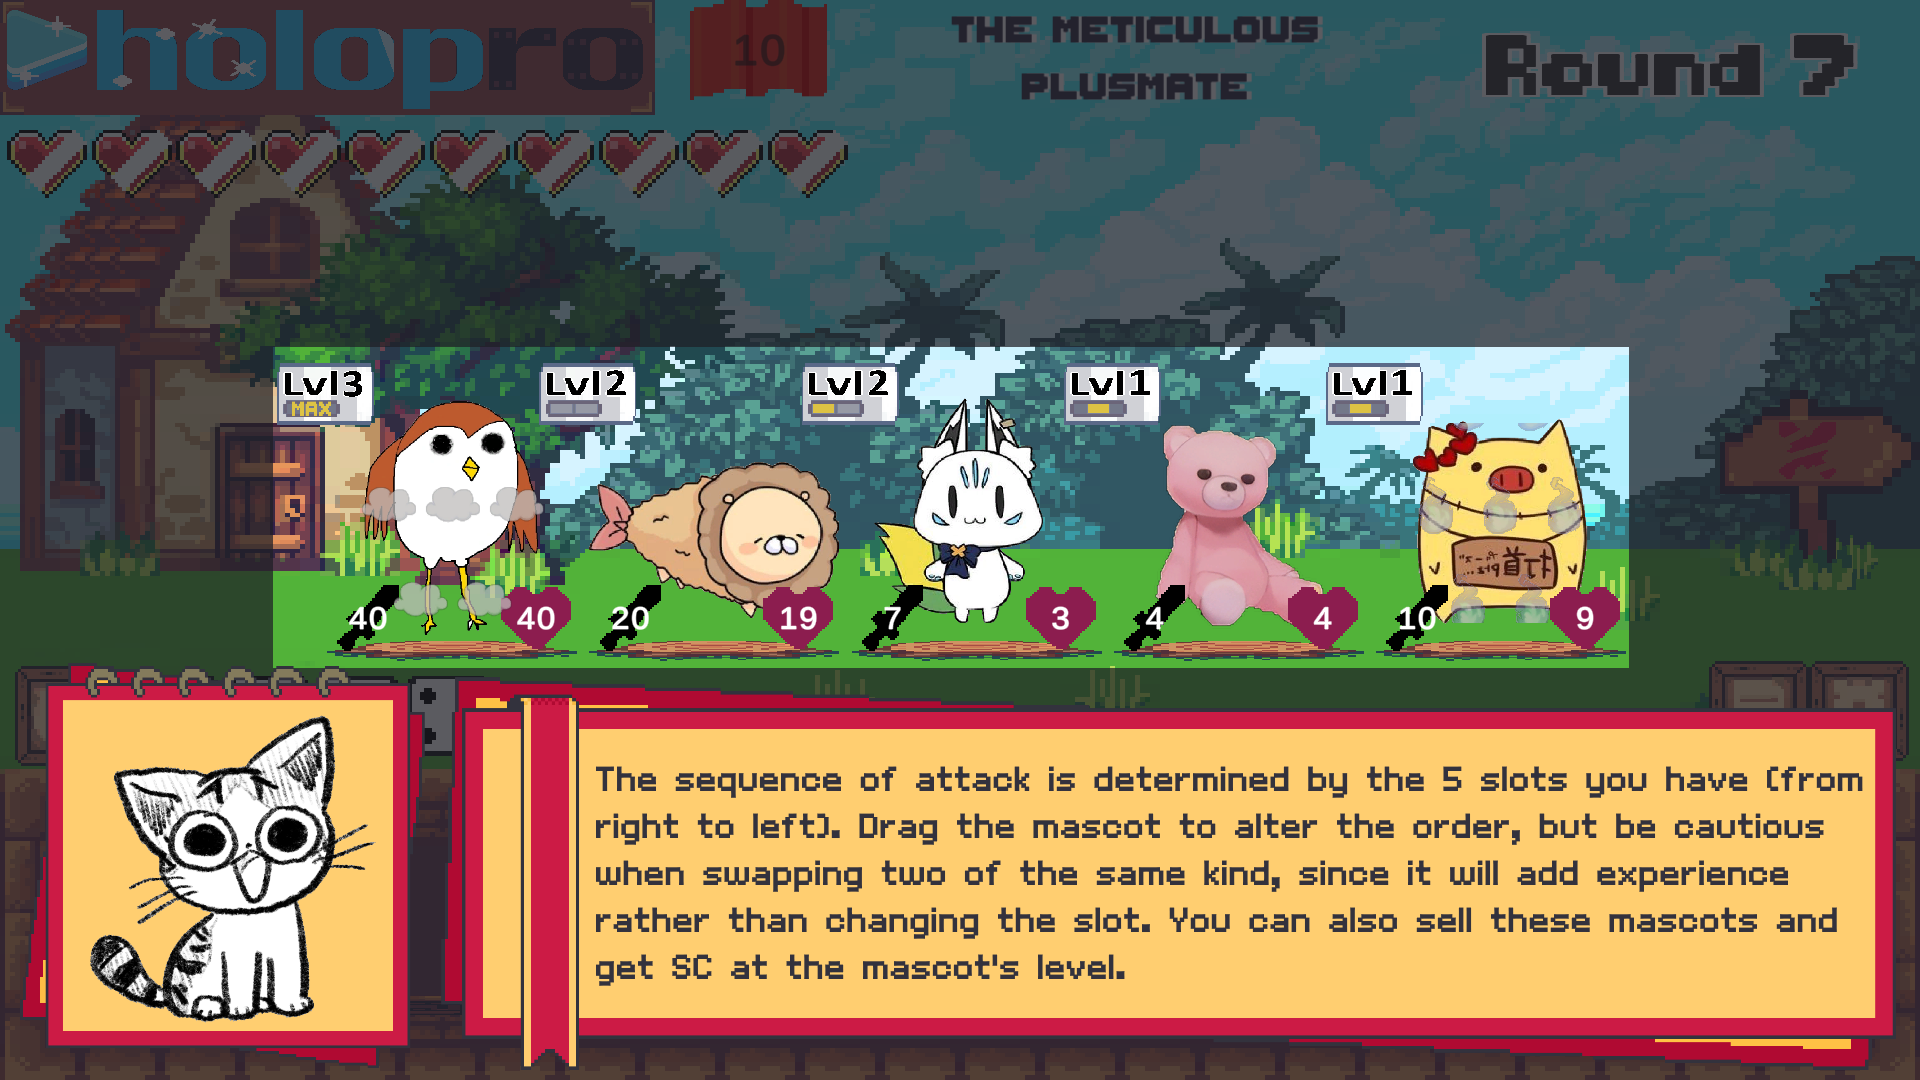 holopro
10
THE METICULOUS
PLUSMATE
Round 7
Lvl3
MAX
Lvl2
Lvl2
Lvl1
Lvl1
40
40
20
19
7
3
4
4
10
9
The sequence of attack is determined by the 5 slots you have (from
right to left). Drag the mascot to alter the order, but be cautious
when swapping two of the same kind, since it will add experience
rather than changing the slot. You can also sell these mascots and
get SC at the mascot's level.